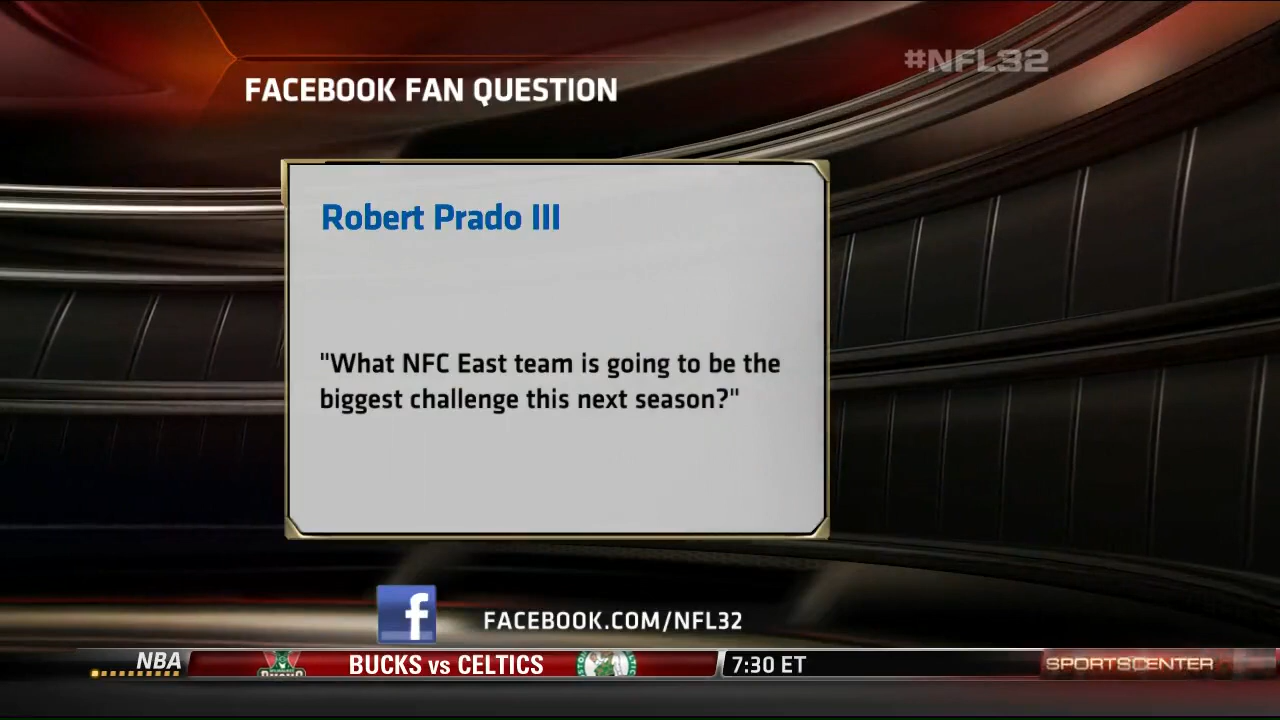 #NFL32
FACEBOOK FAN QUESTION
Robert Prado III
"What NFC East team is going to be the
biggest challenge this next season?"
f
FACEBOOK.COM/NFL32
NBA
BUCKS vs CELTICS
7:30 ET
SPORTSCENTER